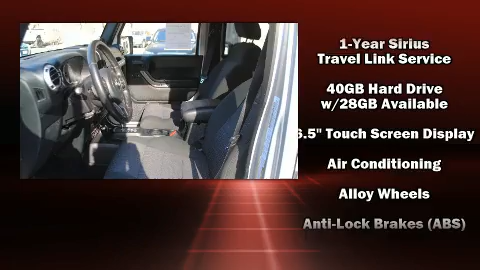 1-Year Sirius
Travel Link Service
40GB Hard Drive
w/28GB Available
6.5" Touch Screen Display
Air Conditioning
Alloy Wheels
Anti-Lock Brakes (ABS)